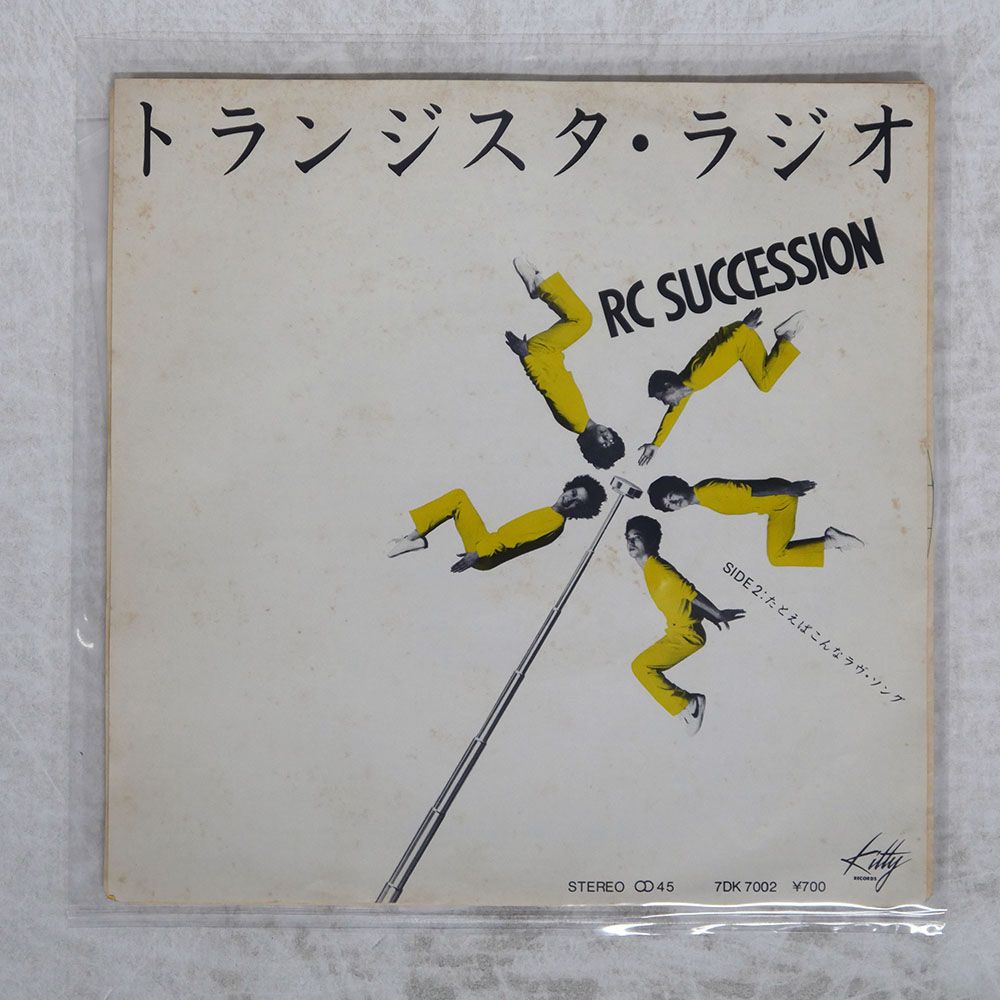 トランジスタ・ラジオ
RC SUCCESSION
SIDE 2:たとえばこんなラヴ・ソング
Kitty
RECORDS
STEREO ꝏ 45 7DK 7002 ¥700